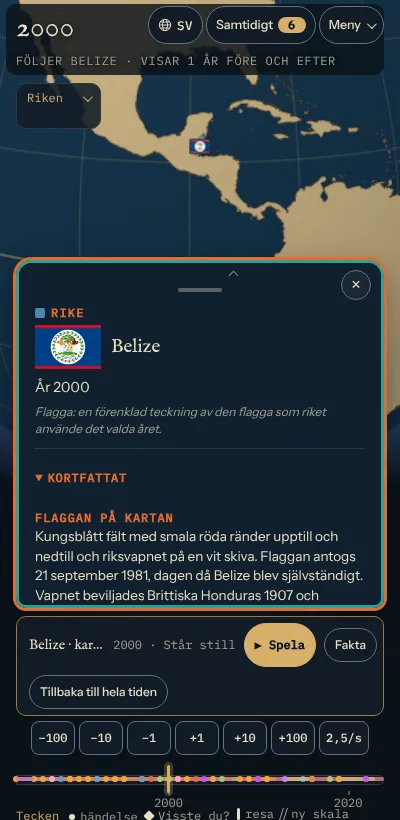 2000
SV
Samtidigt 6
Meny
FÖLJER BELIZE · VISAR 1 ÅR FÖRE OCH EFTER
Riken
RIKE
Belize
År 2000
Flagga: en förenklad teckning av den flagga som riket
använde det valda året.
▼ KORTFATTAT
FLAGGAN PÅ KARTAN
Kungsblått fält med smala röda ränder upptill och
nedtill och riksvapnet på en vit skiva. Flaggan antogs
21 september 1981, dagen då Belize blev självständigt.
Vapnet beviljades Brittiska Honduras 1907 och
Belize · kar… 2000 · Står still ▶ Spela Fakta
Tillbaka till hela tiden
−100 −10 −1 +1 +10 +100 2,5/s
2000 2020
Tecken händelse Visste du? resa // ny skala